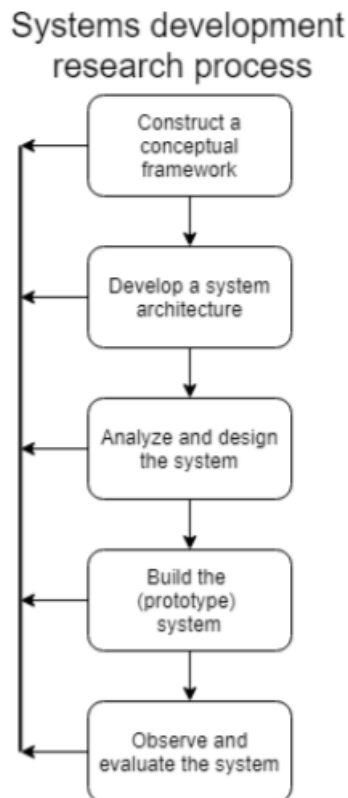 Systems development
research process
Construct a
conceptual
framework
Develop a system
architecture
Analyze and design
the system
Build the
(prototype)
system
Observe and
evaluate the system